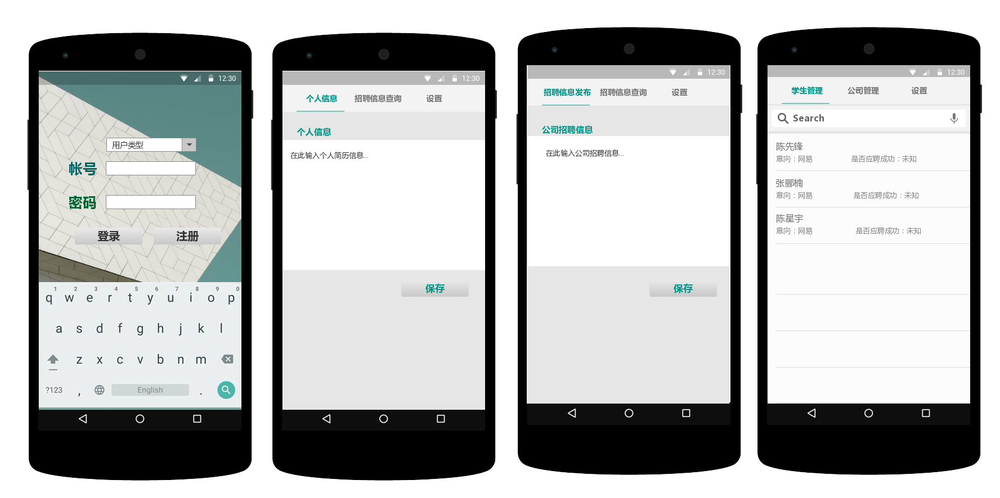 12:30
用户类型
帐号
密码
登录 注册
1 2 3 4 5 6 7 8 9 0
q w e r t y u i o p
a s d f g h j k l
z x c v b n m
?123 , English .
12:30
个人信息 招聘信息查询 设置
个人信息
在此输入个人简历信息...
保存
12:30
招聘信息发布 招聘信息查询 设置
公司招聘信息
在此输入公司招聘信息...
保存
12:30
学生管理 公司管理 设置
Search
陈先锋
意向：网易 是否应聘成功：未知
张郦楠
意向：网易 是否应聘成功：未知
陈星宇
意向：网易 是否应聘成功：未知